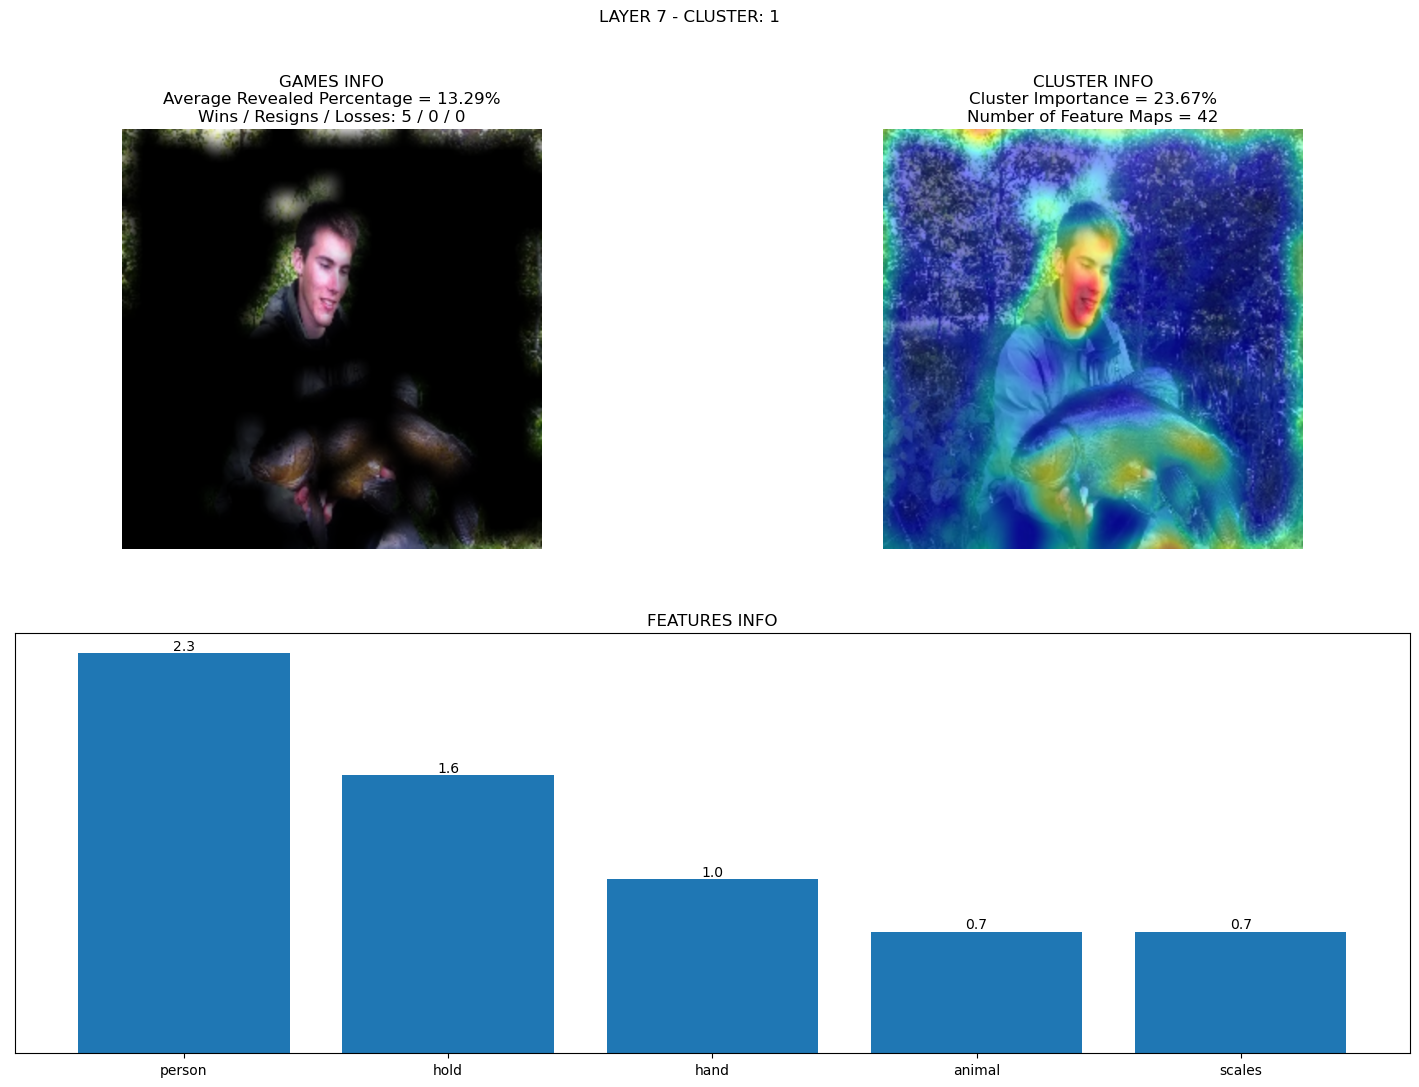 LAYER 7 - CLUSTER: 1
GAMES INFO
Average Revealed Percentage = 13.29%
Wins / Resigns / Losses: 5 / 0 / 0
CLUSTER INFO
Cluster Importance = 23.67%
Number of Feature Maps = 42
FEATURES INFO
2.3
1.6
1.0
0.7
0.7
person
hold
hand
animal
scales